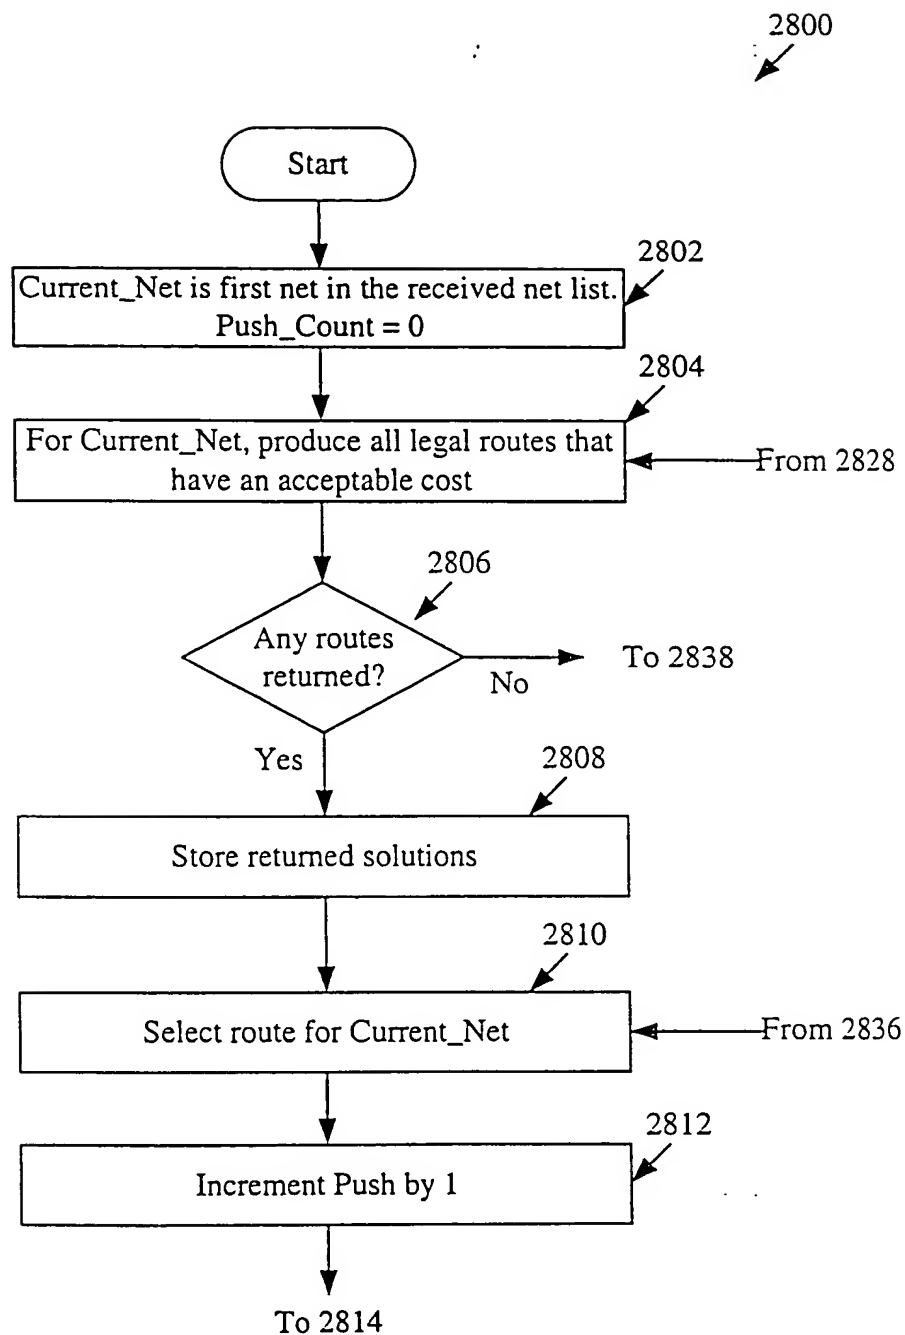 2800
Start
2802
Current_Net is first net in the received net list.
Push_Count = 0
2804
For Current_Net, produce all legal routes that
have an acceptable cost
From 2828
2806
Any routes
returned?
To 2838
No
Yes
2808
Store returned solutions
2810
Select route for Current_Net
From 2836
2812
Increment Push by 1
To 2814